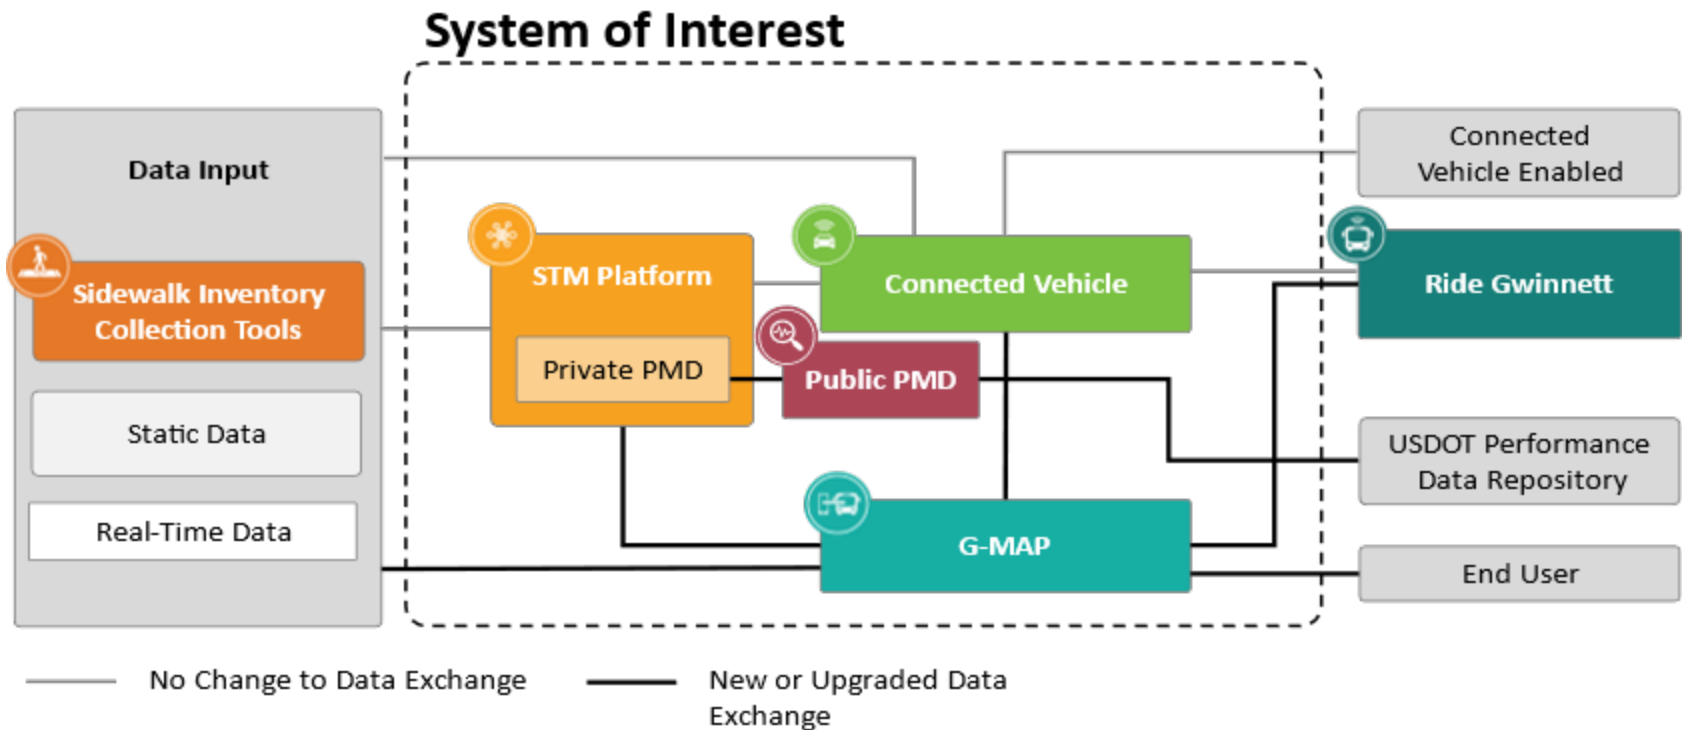 System of Interest
Data Input
Sidewalk Inventory
Collection Tools
Static Data
Real-Time Data
STM Platform
Private PMD
Connected Vehicle
Public PMD
G-MAP
Connected
Vehicle Enabled
Ride Gwinnett
USDOT Performance
Data Repository
End User
No Change to Data Exchange
New or Upgraded Data
Exchange